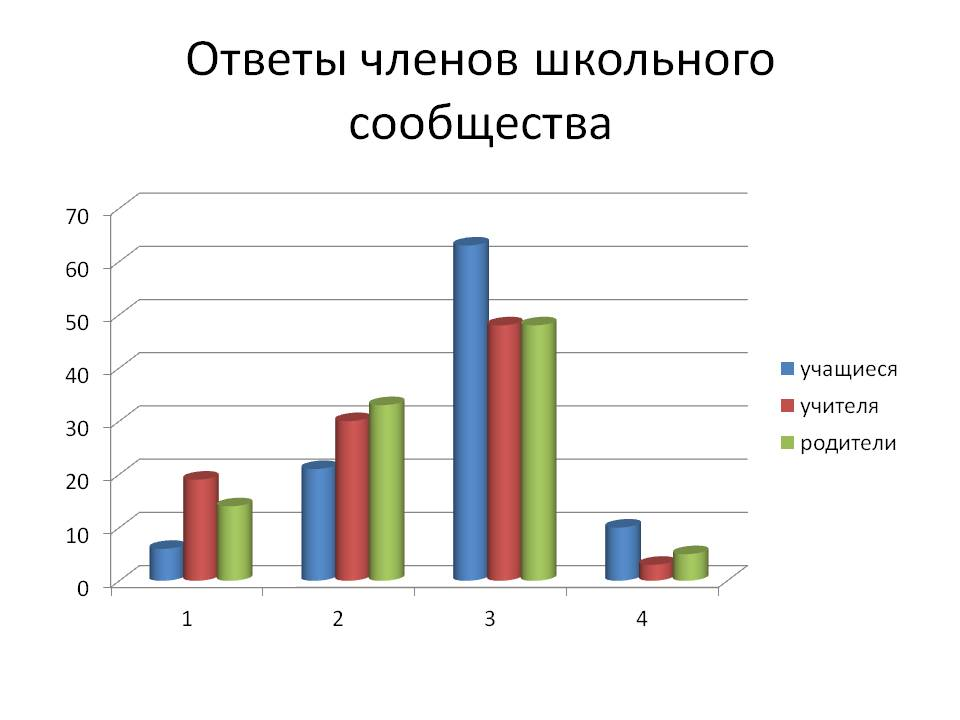 Ответы членов школьного
сообщества
70
60
50
40
30
20
10
0
1 2 3 4
учащиеся
учителя
родители